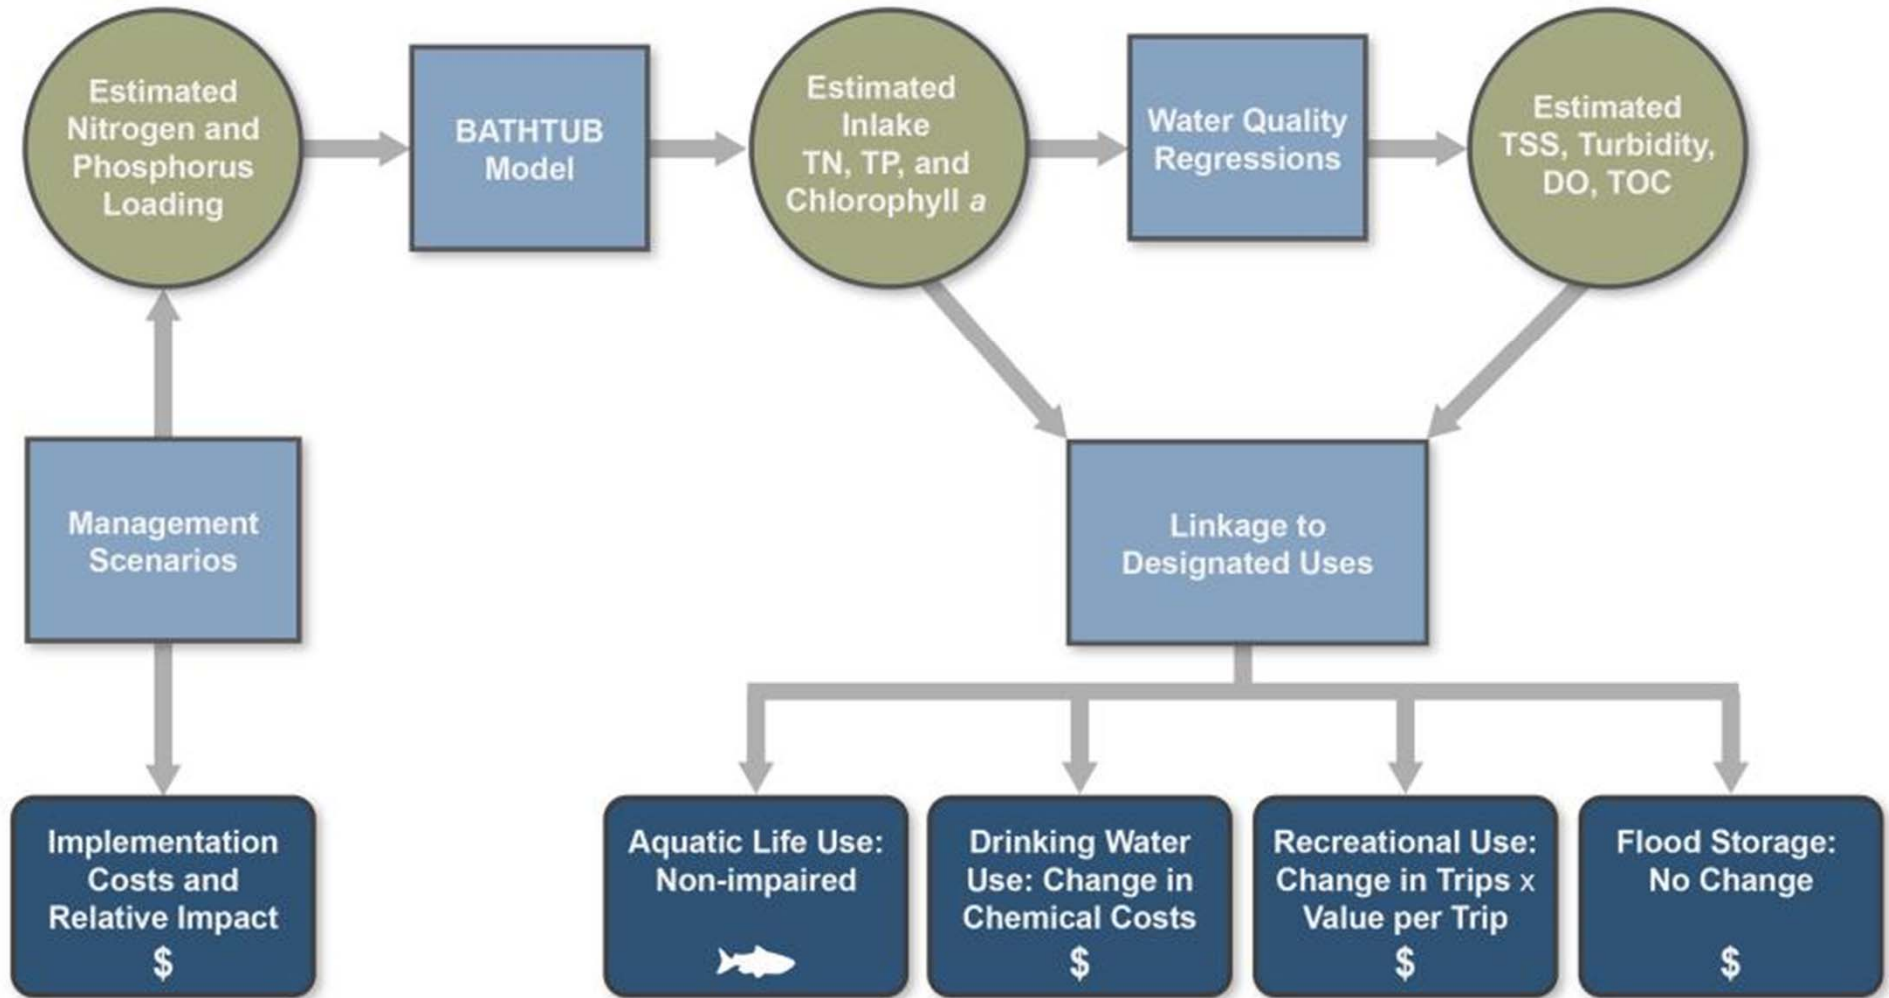 Estimated
Nitrogen and
Phosphorus
Loading
BATHTUB
Model
Estimated
Inlake
TN, TP, and
Chlorophyll a
Water Quality
Regressions
Estimated
TSS, Turbidity,
DO, TOC
Management
Scenarios
Linkage to
Designated Uses
Implementation
Costs and
Relative Impact
$
Aquatic Life Use:
Non-impaired
Drinking Water
Use: Change in
Chemical Costs
$
Recreational Use:
Change in Trips x
Value per Trip
$
Flood Storage:
No Change
$